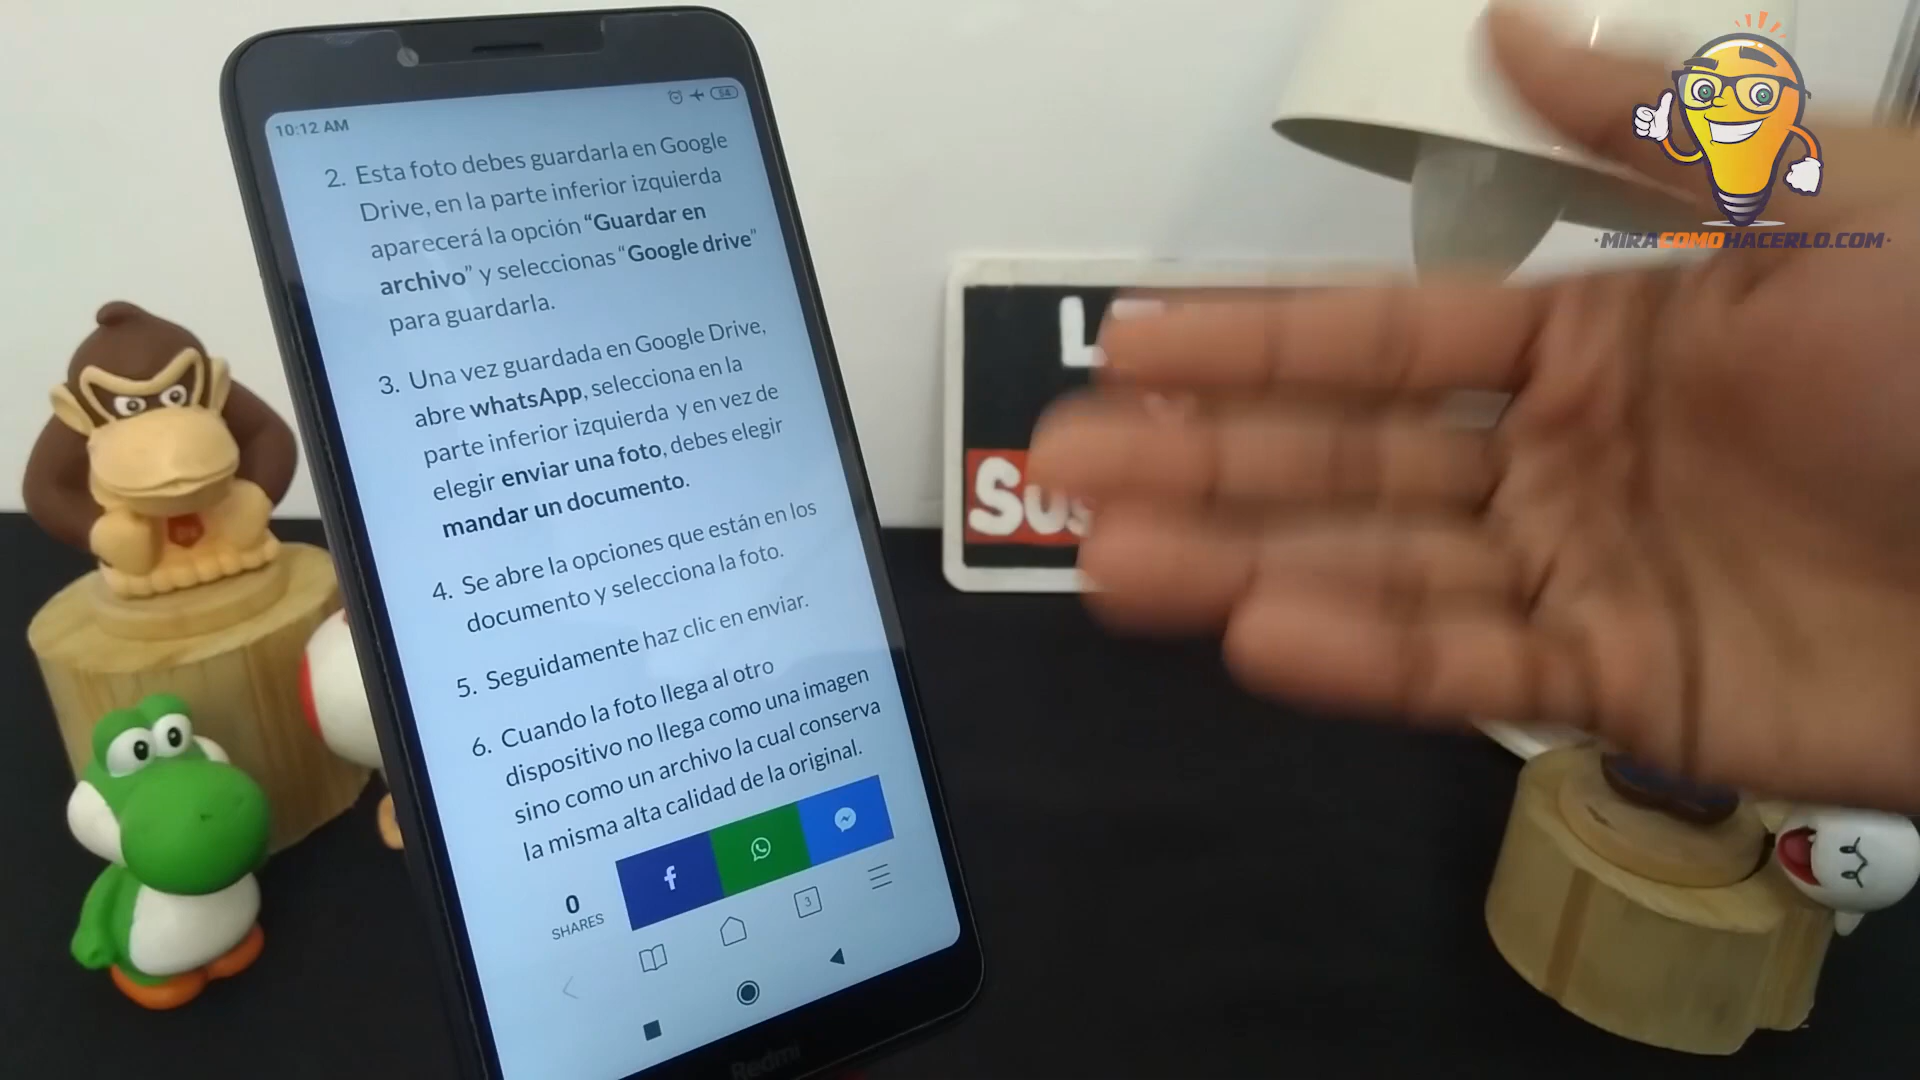 10:12 AM
54
2. Esta foto debes guardarla en Google
Drive, en la parte inferior izquierda
aparecerá la opción “Guardar en
archivo” y seleccionas “Google drive”
para guardarla.
3. Una vez guardada en Google Drive,
abre whatsApp, selecciona en la
parte inferior izquierda y en vez de
elegir enviar una foto, debes elegir
mandar un documento.
4. Se abre la opciones que están en los
documento y selecciona la foto.
5. Seguidamente haz clic en enviar.
6. Cuando la foto llega al otro
dispositivo no llega como una imagen
sino como un archivo la cual conserva
la misma alta calidad de la original.
0
SHARES
f
3
Redmi
·MIRACOMOHACERLO.COM·